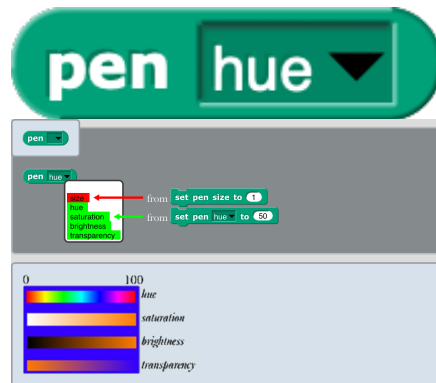 pen hue
pen
pen hue
size
from set pen size to 1
hue
saturation
from set pen hue to 50
brightness
transparency
0 100
hue
saturation
brightness
transparency